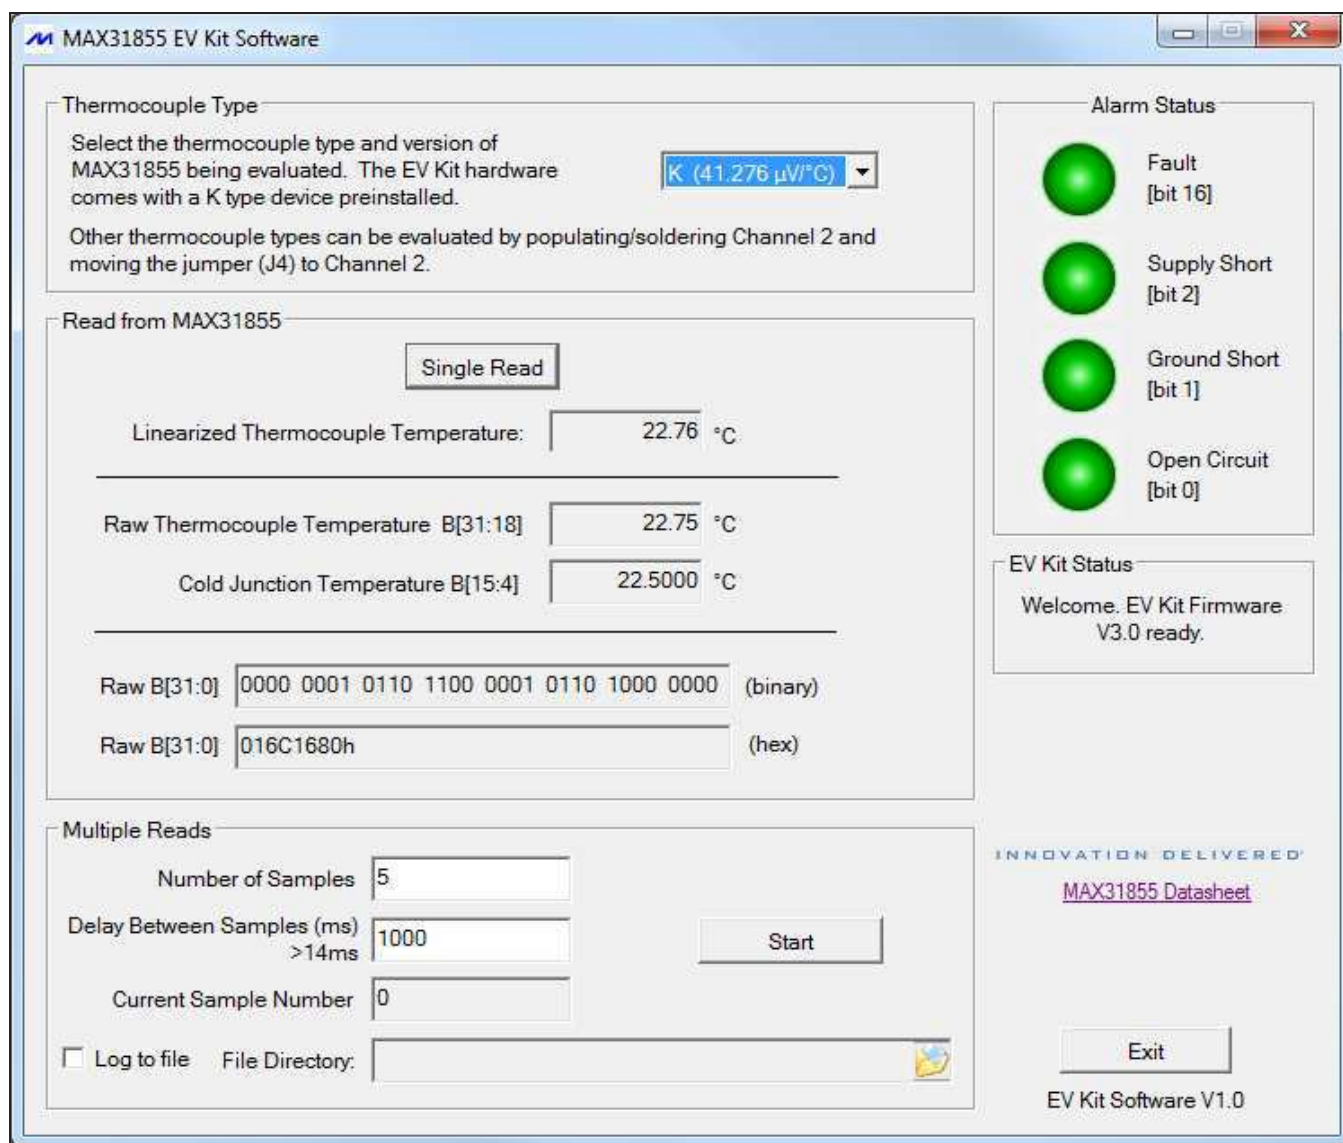 MAX31855 EV Kit Software
Thermocouple Type
Select the thermocouple type and version of
MAX31855 being evaluated. The EV Kit hardware
comes with a K type device preinstalled.
K (41.276 µV/°C)
Other thermocouple types can be evaluated by populating/soldering Channel 2 and
moving the jumper (J4) to Channel 2.
Read from MAX31855
Single Read
Linearized Thermocouple Temperature: 22.76 °C
Raw Thermocouple Temperature B[31:18] 22.75 °C
Cold Junction Temperature B[15:4] 22.5000 °C
Raw B[31:0] 0000 0001 0110 1100 0001 0110 1000 0000 (binary)
Raw B[31:0] 016C1680h (hex)
Multiple Reads
Number of Samples 5
Delay Between Samples (ms)
>14ms
1000
Start
Current Sample Number 0
Log to file File Directory:
Alarm Status
Fault
[bit 16]
Supply Short
[bit 2]
Ground Short
[bit 1]
Open Circuit
[bit 0]
EV Kit Status
Welcome. EV Kit Firmware
V3.0 ready.
INNOVATION DELIVERED
MAX31855 Datasheet
Exit
EV Kit Software V1.0